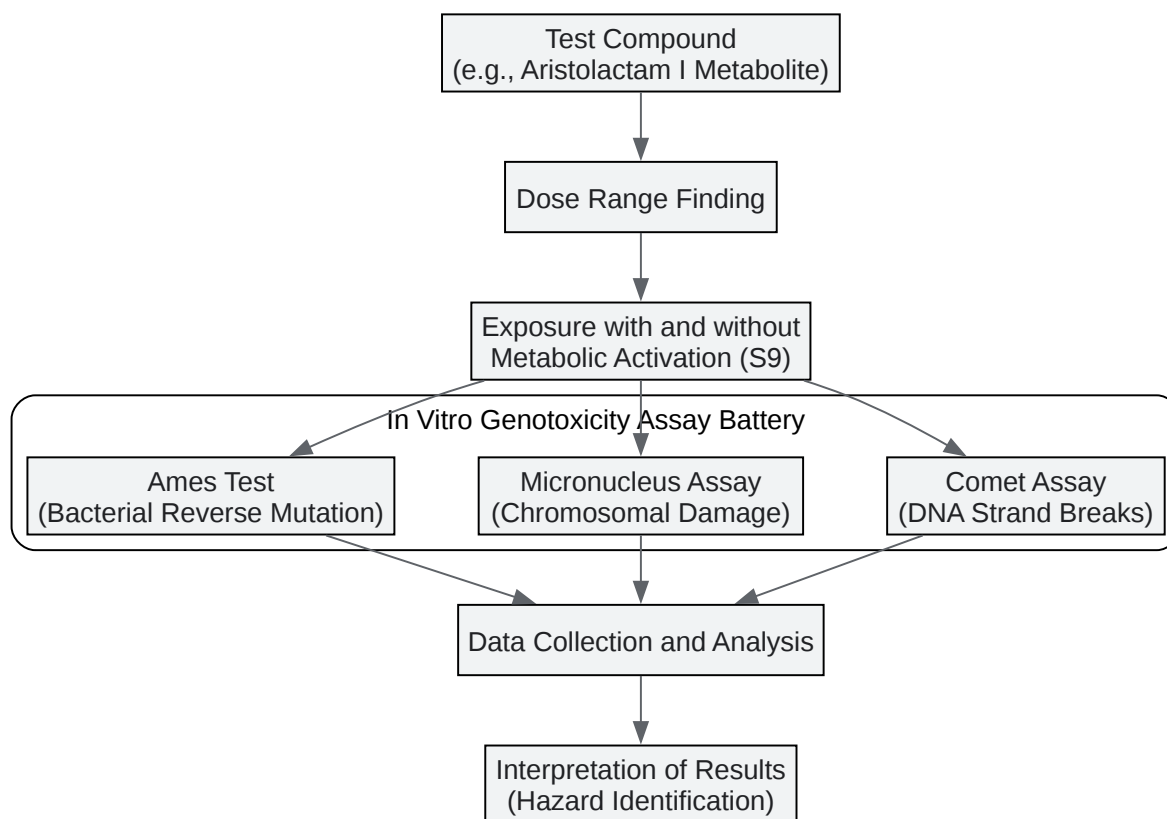 Test Compound
(e.g., Aristolactam I Metabolite)
Dose Range Finding
Exposure with and without
Metabolic Activation (S9)
In Vitro Genotoxicity Assay Battery
Ames Test
(Bacterial Reverse Mutation)
Micronucleus Assay
(Chromosomal Damage)
Comet Assay
(DNA Strand Breaks)
Data Collection and Analysis
Interpretation of Results
(Hazard Identification)